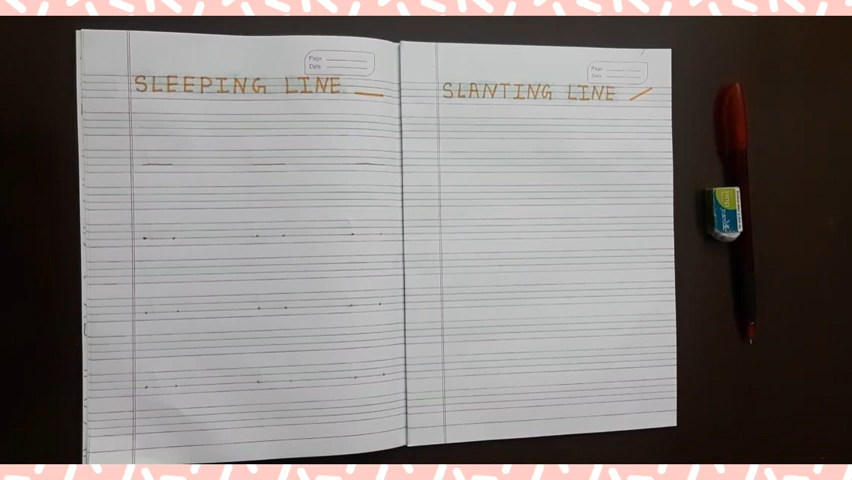 Page
Date
SLEEPING LINE
Page
Date
SLANTING LINE